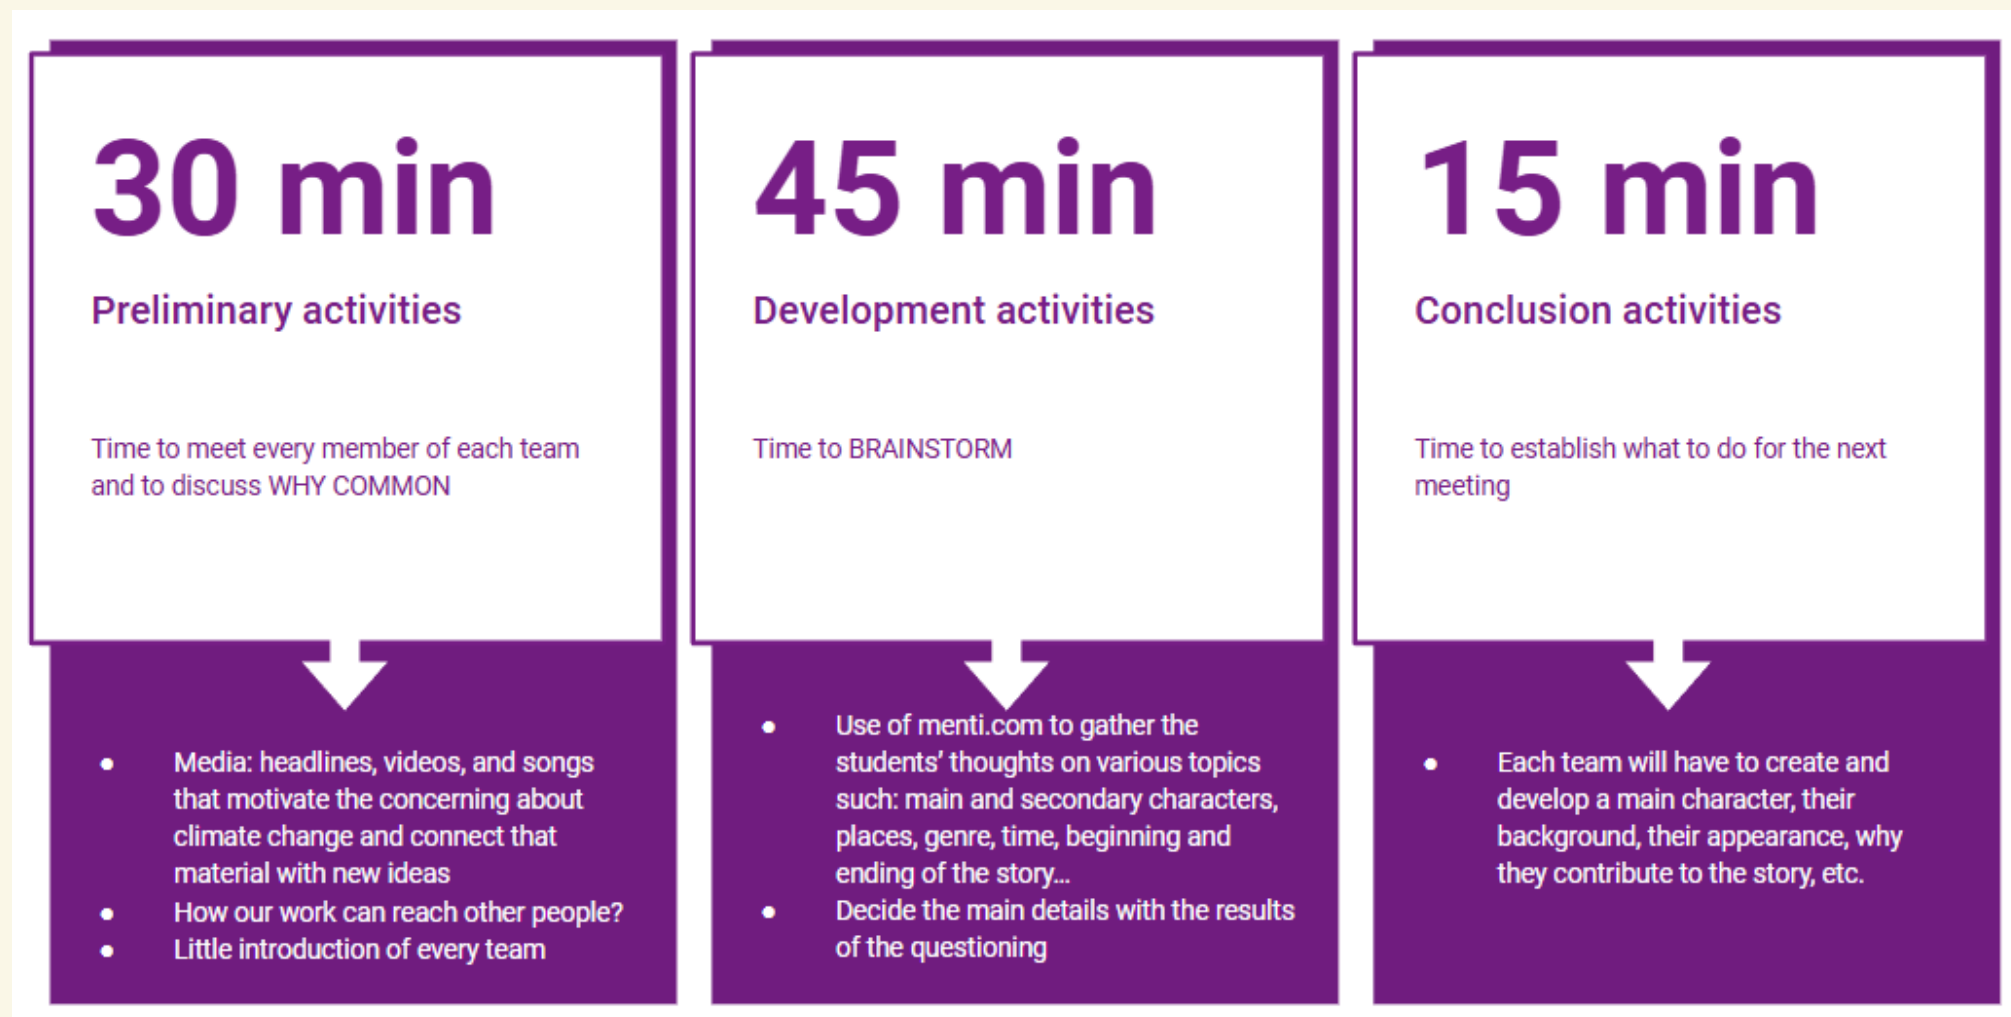 30 min
Preliminary activities
Time to meet every member of each team
and to discuss WHY COMMON
● Media: headlines, videos, and songs
that motivate the concerning about
climate change and connect that
material with new ideas
● How our work can reach other people?
● Little introduction of every team
45 min
Development activities
Time to BRAINSTORM
● Use of menti.com to gather the
students’ thoughts on various topics
such: main and secondary characters,
places, genre, time, beginning and
ending of the story...
● Decide the main details with the results
of the questioning
15 min
Conclusion activities
Time to establish what to do for the next
meeting
● Each team will have to create and
develop a main character, their
background, their appearance, why
they contribute to the story, etc.